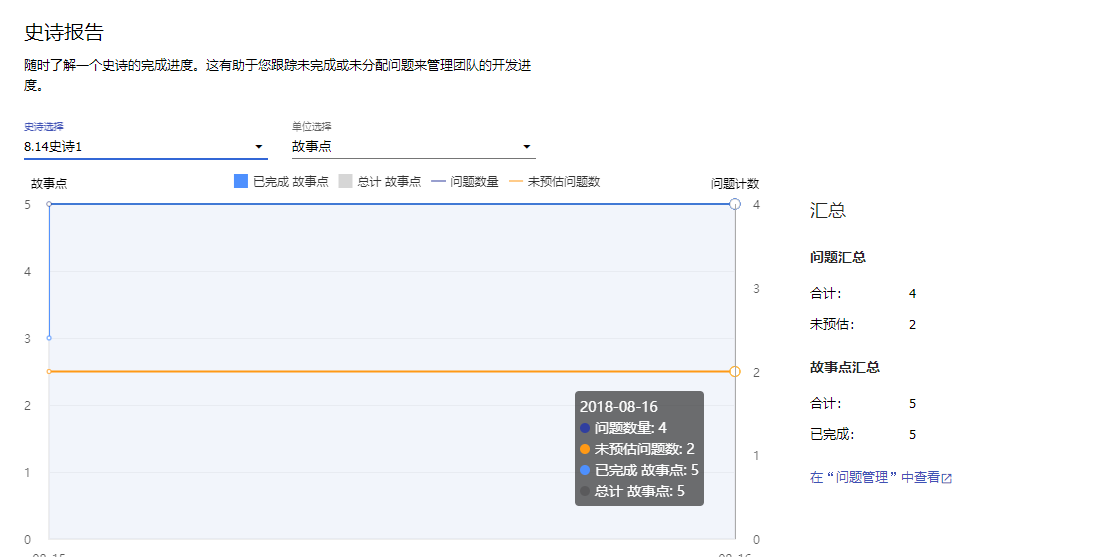 史诗报告
随时了解一个史诗的完成进度。这有助于您跟踪未完成或未分配问题来管理团队的开发进
度。
史诗选择
单位选择
8.14史诗1
故事点
故事点
已完成 故事点
总计 故事点
问题数量
未预估问题数
问题计数
5
4
3
2
1
0
4
3
2
1
0
2018-08-16
问题数量: 4
未预估问题数: 2
已完成 故事点: 5
总计 故事点: 5
08-15
08-16
汇总
问题汇总
合计: 4
未预估: 2
故事点汇总
合计: 5
已完成: 5
在“问题管理”中查看